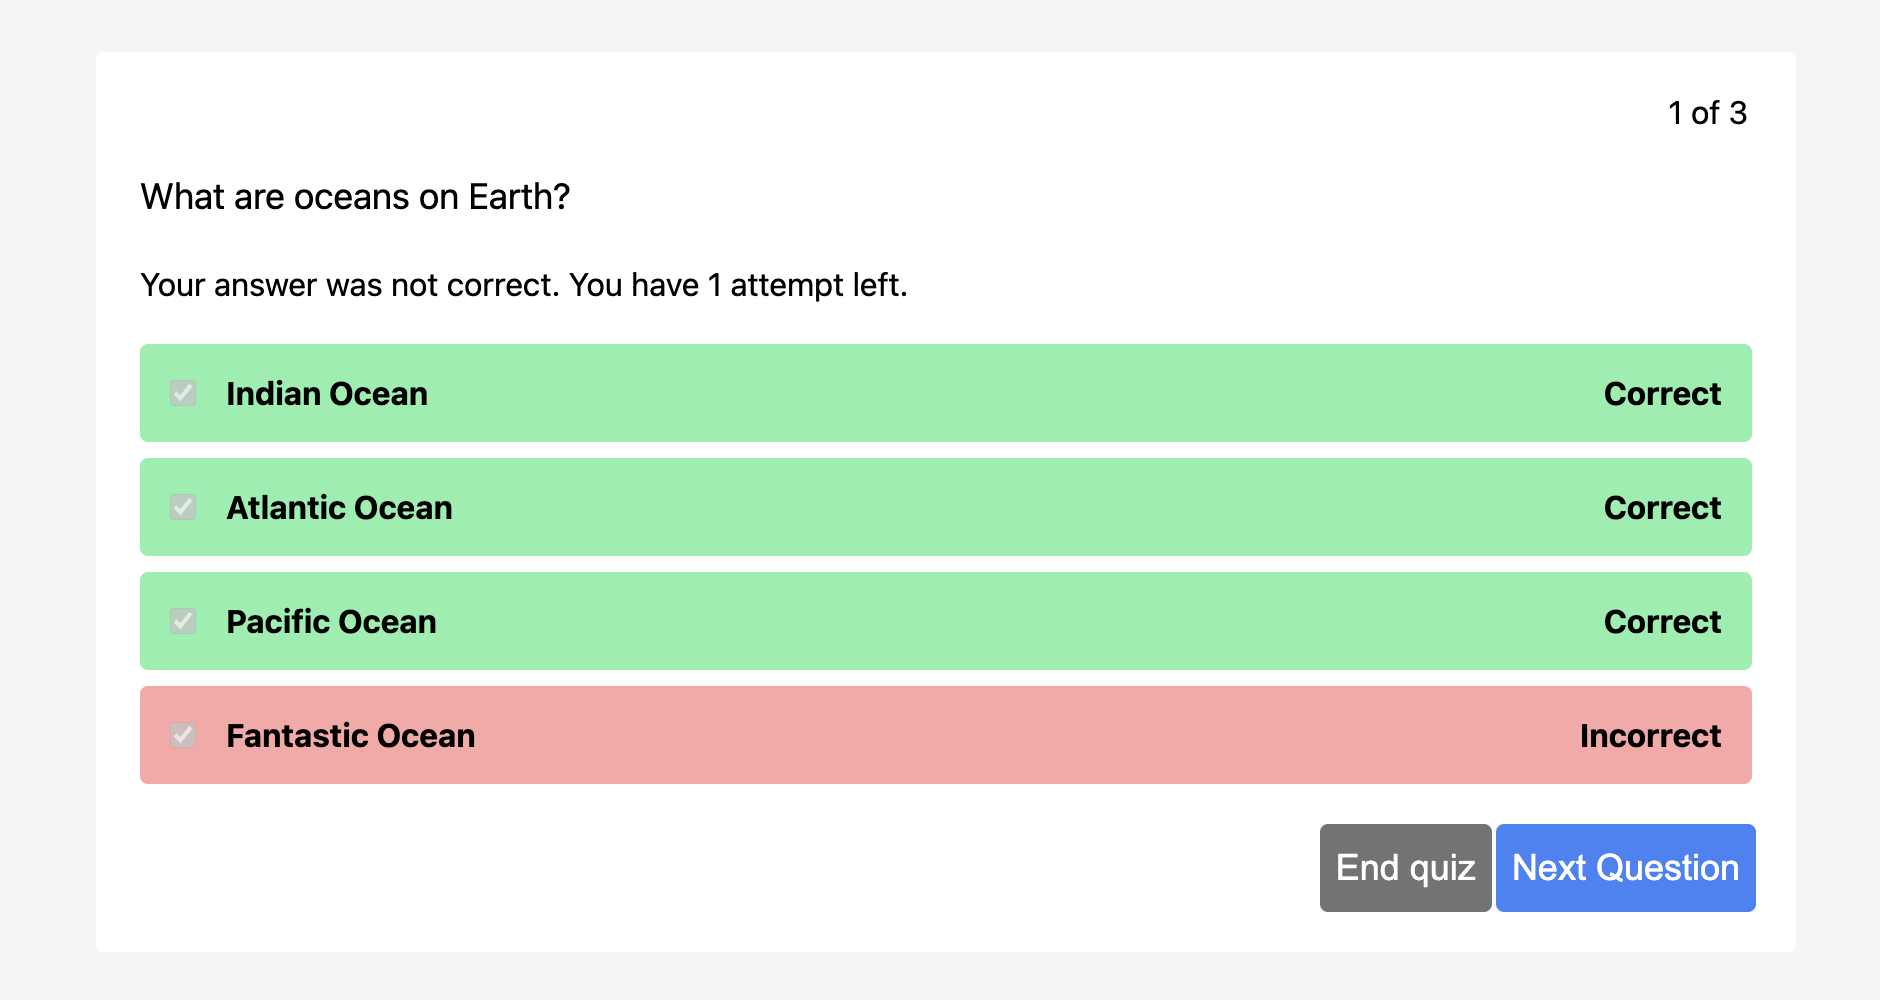 1 of 3
What are oceans on Earth?
Your answer was not correct. You have 1 attempt left.
Indian Ocean Correct
Atlantic Ocean Correct
Pacific Ocean Correct
Fantastic Ocean Incorrect
End quiz Next Question